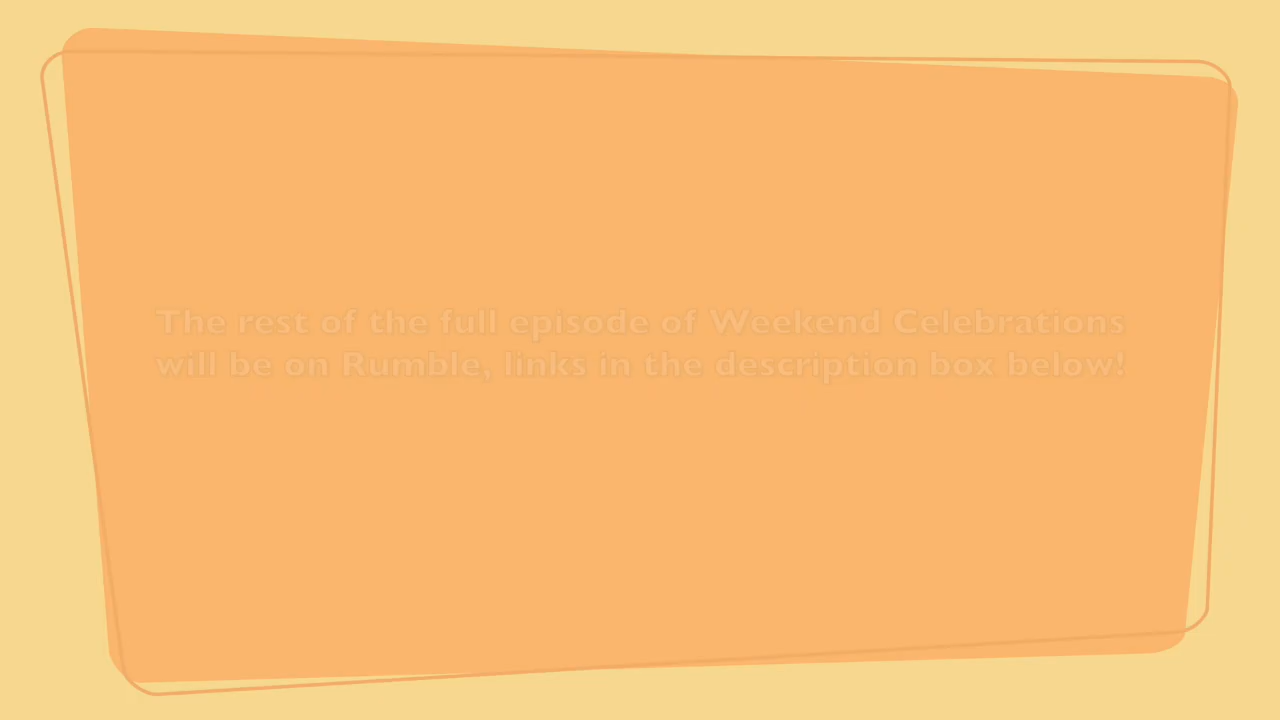 The rest of the full episode of Weekend Celebrations
will be on Rumble, links in the description box below!